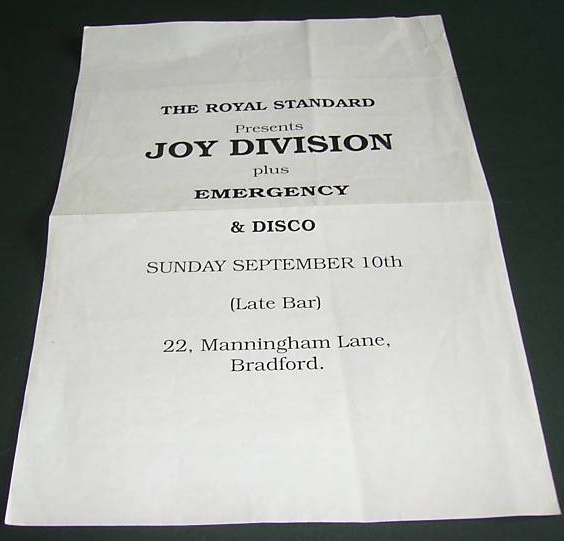 THE ROYAL STANDARD
Presents
JOY DIVISION
plus
EMERGENCY
& DISCO
SUNDAY SEPTEMBER 10th
(Late Bar)
22, Manningham Lane,
Bradford.